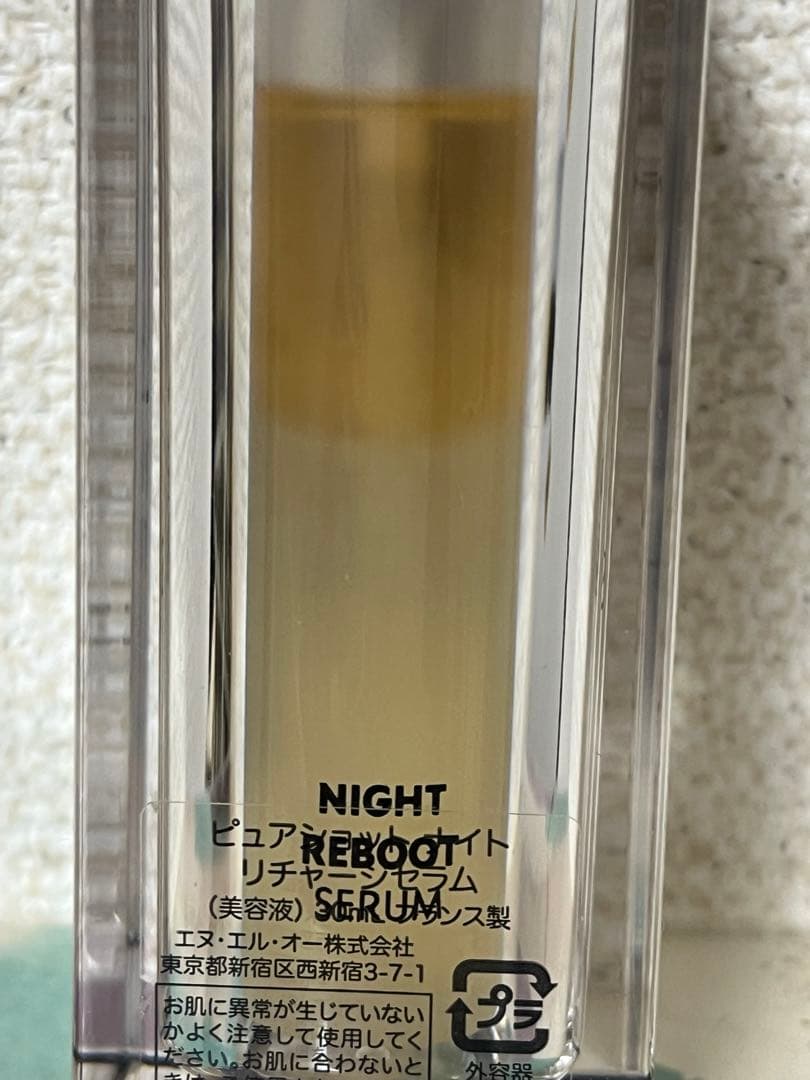 NIGHT
ピュアショット ナイト
REBOOT
リチャージセラム
SERUM
(美容液) 30mL フランス製
エヌ・エル・オー株式会社
東京都新宿区西新宿3-7-1
お肌に異常が生じていない
かよく注意して使用してく
ださい。お肌に合わないと
プラ
外容器